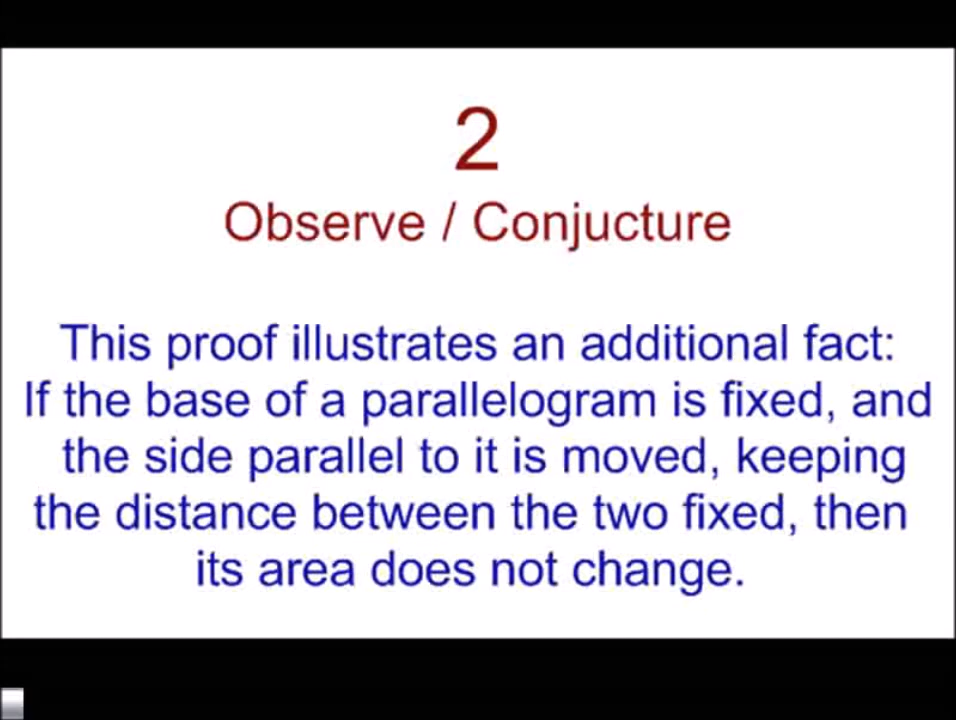 2
Observe / Conjucture
This proof illustrates an additional fact:
If the base of a parallelogram is fixed, and
the side parallel to it is moved, keeping
the distance between the two fixed, then
its area does not change.